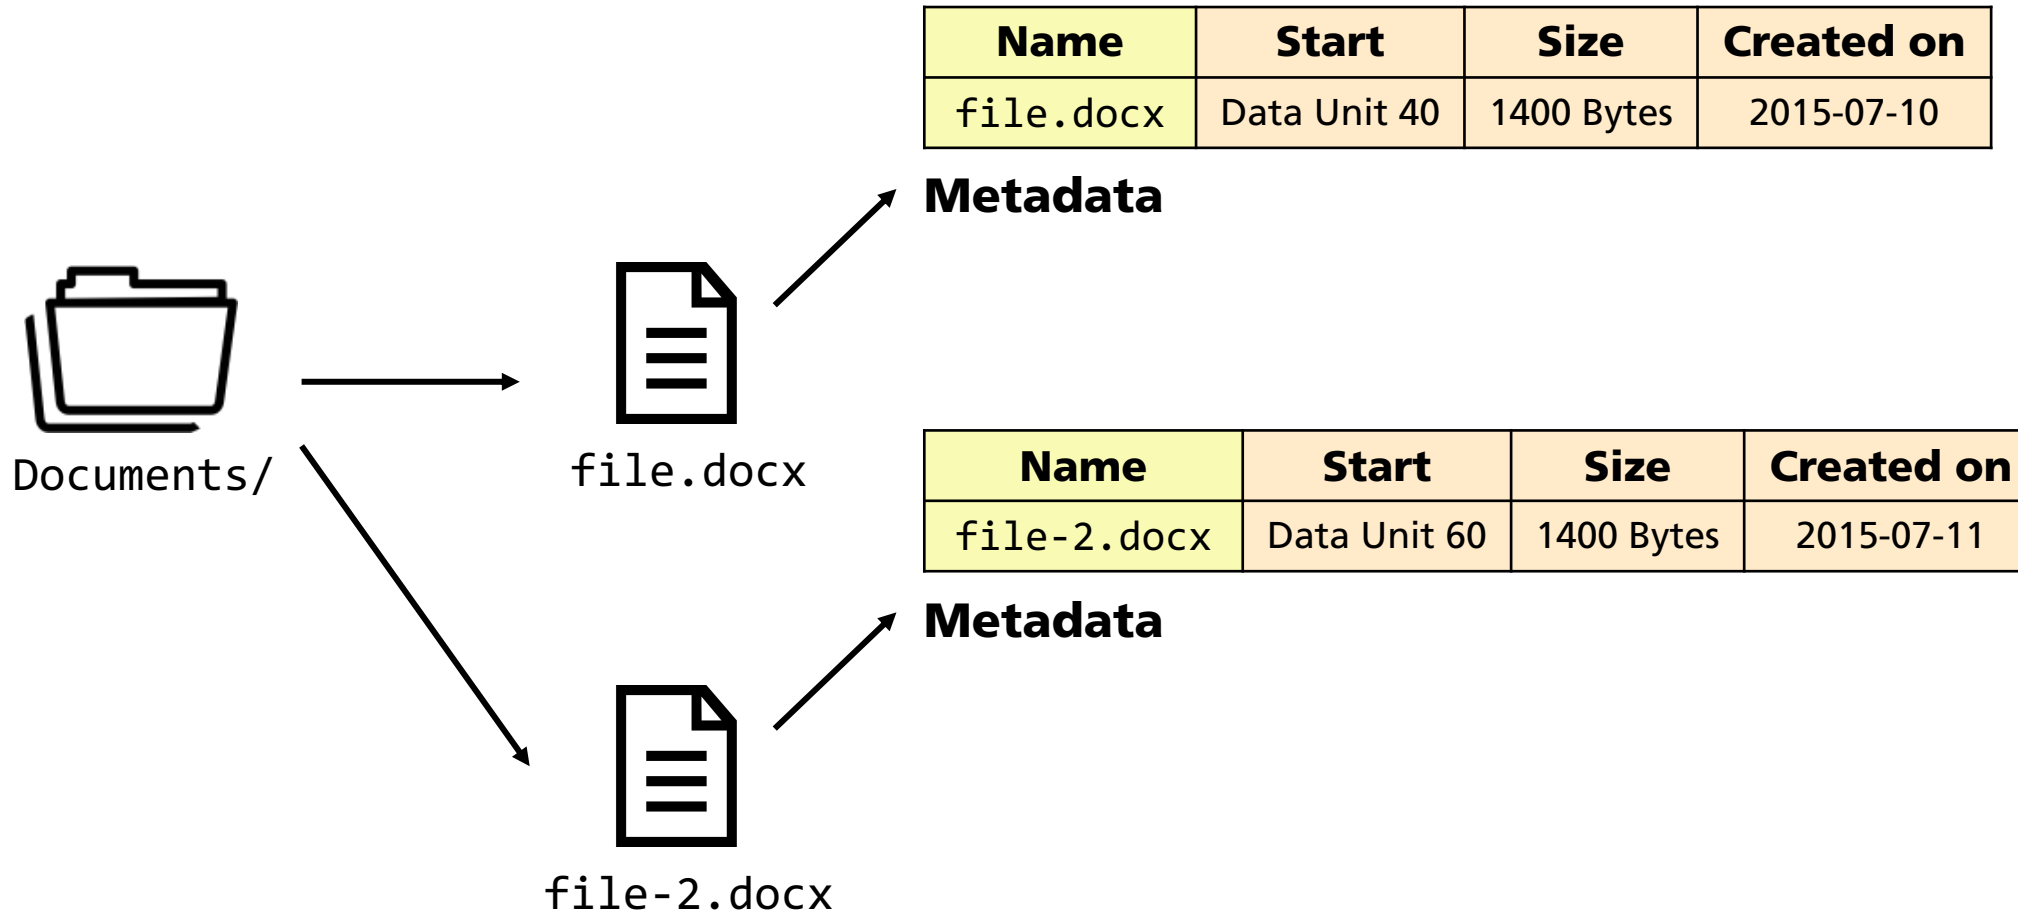 Name Start Size Created on
file.docx Data Unit 40 1400 Bytes 2015-07-10
Metadata
Documents/
file.docx
Name Start Size Created on
file-2.docx Data Unit 60 1400 Bytes 2015-07-11
Metadata
file-2.docx